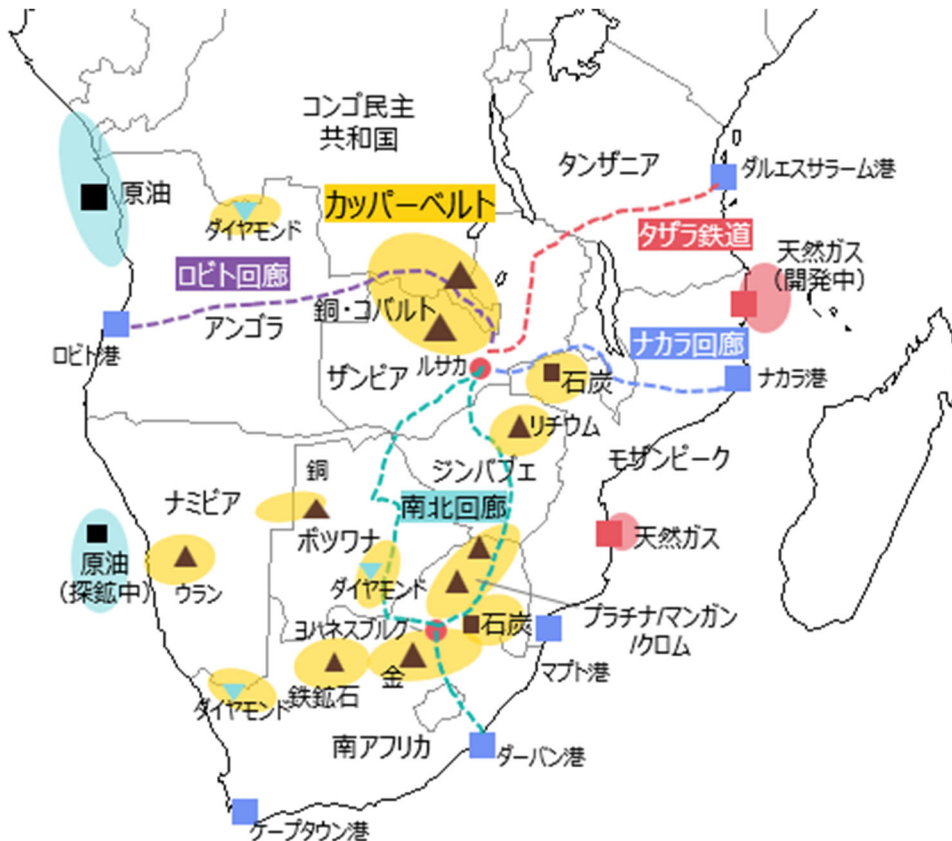 コンゴ民主
共和国
タンザニア
ダルエスサラーム港
原油
ダイヤモンド
カッパーベルト
タザラ鉄道
天然ガス
(開発中)
ロビト回廊
銅・コバルト
アンゴラ
ロビト港
ナカラ回廊
ルサカ
ザンビア
石炭
ナカラ港
リチウム
モザンビーク
ジンバブエ
銅
ナミビア
南北回廊
ボツワナ
天然ガス
原油
(探鉱中)
ウラン
ダイヤモンド
プラチナ/マンガン
/クロム
ヨハネスブルク
石炭
マプト港
金
鉄鉱石
ダイヤモンド
南アフリカ
ダーバン港
ケープタウン港